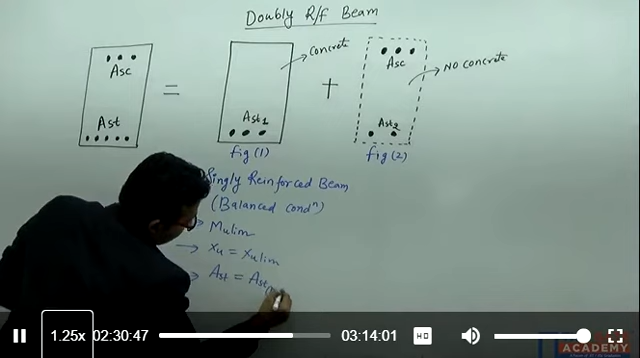 Doubly R/f Beam
Concrete
Asc
Ast
=
Ast1
+
Asc
Ast2
NO Concrete
fig (1)
fig (2)
Singly Reinforced Beam
(Balanced condn)
Mulim
→ xu = xulim
Ast = Ast
1.25x 02:30:47
03:14:01
HD
ACADEMY